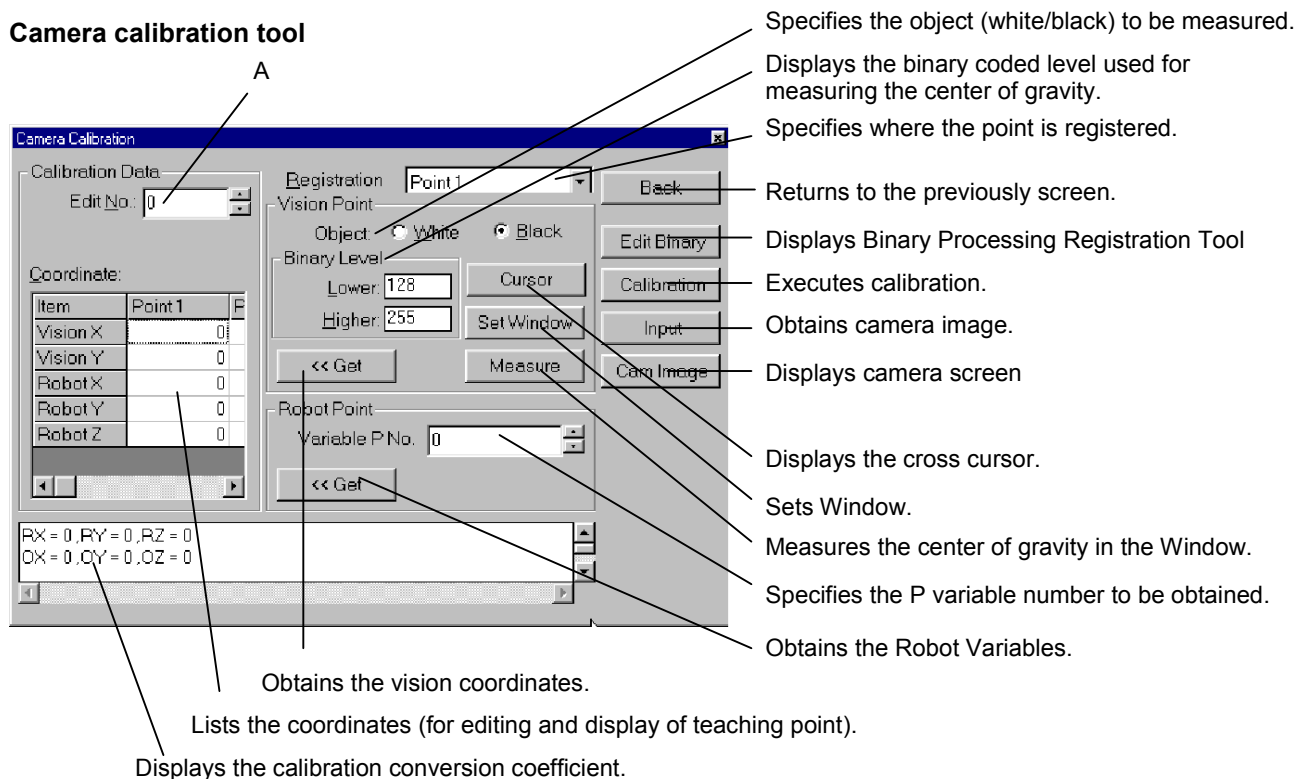 Camera calibration tool
A
Specifies the object (white/black) to be measured.
Displays the binary coded level used for
measuring the center of gravity.
Specifies where the point is registered.
Returns to the previously screen.
Displays Binary Processing Registration Tool
Executes calibration.
Obtains camera image.
Displays camera screen
Displays the cross cursor.
Sets Window.
Measures the center of gravity in the Window.
Specifies the P variable number to be obtained.
Obtains the Robot Variables.
Camera Calibration
Calibration Data
Edit No.: 0
Coordinate:
Item Point 1 P
Vision X 0
Vision Y 0
Robot X 0
Robot Y 0
Robot Z 0
Registration Point 1
Vision Point
Object: White Black
Binary Level
Lower: 128
Higher: 255
Cursor
Set Window
<< Get
Measure
Robot Point
Variable P No. 0
<< Get
Back
Edit Binary
Calibration
Input
Cam Image
RX = 0 ,RY = 0 ,RZ = 0
OX = 0 ,OY = 0 ,OZ = 0
Obtains the vision coordinates.
Lists the coordinates (for editing and display of teaching point).
Displays the calibration conversion coefficient.